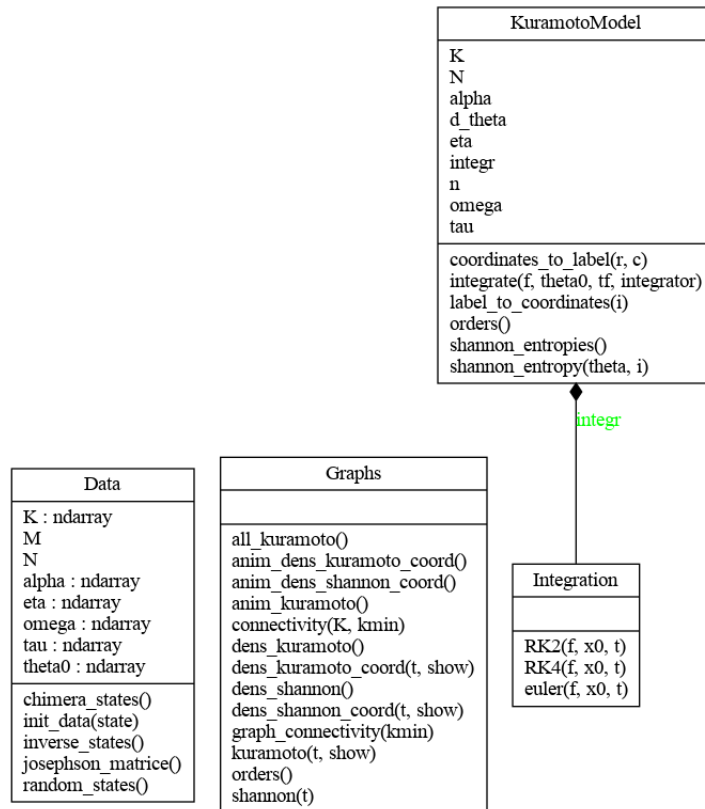 KuramotoModel
K
N
alpha
d_theta
eta
integr
n
omega
tau
coordinates_to_label(r, c)
integrate(f, theta0, tf, integrator)
label_to_coordinates(i)
orders()
shannon_entropies()
shannon_entropy(theta, i)
integr
Data
K : ndarray
M
N
alpha : ndarray
eta : ndarray
omega : ndarray
tau : ndarray
theta0 : ndarray
chimera_states()
init_data(state)
inverse_states()
josephson_matrice()
random_states()
Graphs
all_kuramoto()
anim_dens_kuramoto_coord()
anim_dens_shannon_coord()
anim_kuramoto()
connectivity(K, kmin)
dens_kuramoto()
dens_kuramoto_coord(t, show)
dens_shannon()
dens_shannon_coord(t, show)
graph_connectivity(kmin)
kuramoto(t, show)
orders()
shannon(t)
Integration
RK2(f, x0, t)
RK4(f, x0, t)
euler(f, x0, t)